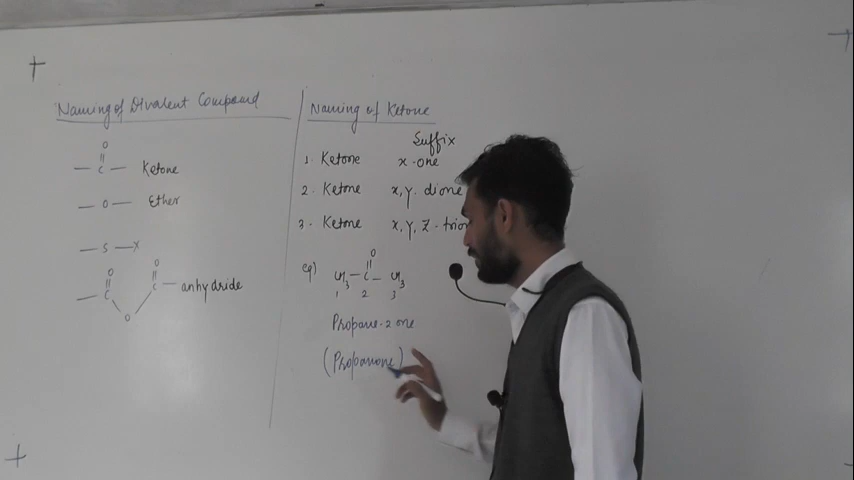 Naming of Divalent Compound
O
||
— C — Ketone
— O — Ether
— S — X
O O
|| ||
— C C — anhydride
O
Naming of Ketone
Suffix
1. Ketone x-one
2. Ketone x,y-dione
3. Ketone x,y,z-trion
eg) O
||
CH3 — C — CH3
1 2 3
Propane-2 one
(Propanone)